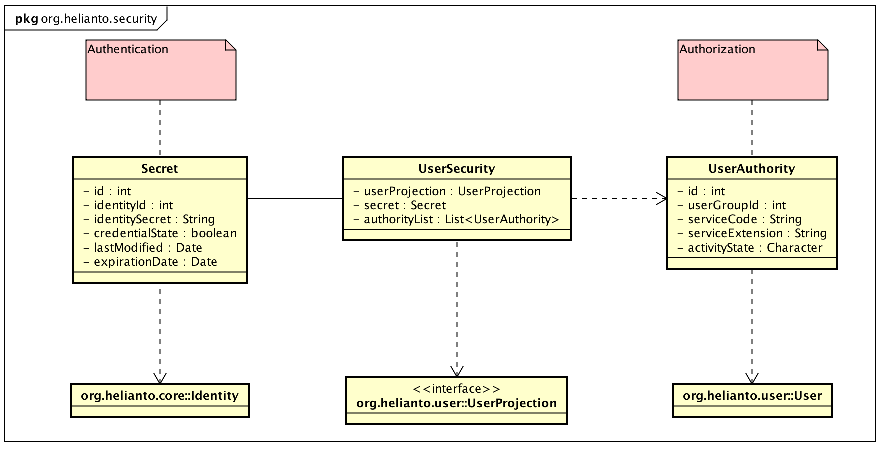 pkg org.helianto.security
Authentication
Authorization
Secret
- id : int
- identityId : int
- identitySecret : String
- credentialState : boolean
- lastModified : Date
- expirationDate : Date
UserSecurity
- userProjection : UserProjection
- secret : Secret
- authorityList : List<UserAuthority>
UserAuthority
- id : int
- userGroupId : int
- serviceCode : String
- serviceExtension : String
- activityState : Character
org.helianto.core::Identity
<<interface>>
org.helianto.user::UserProjection
org.helianto.user::User